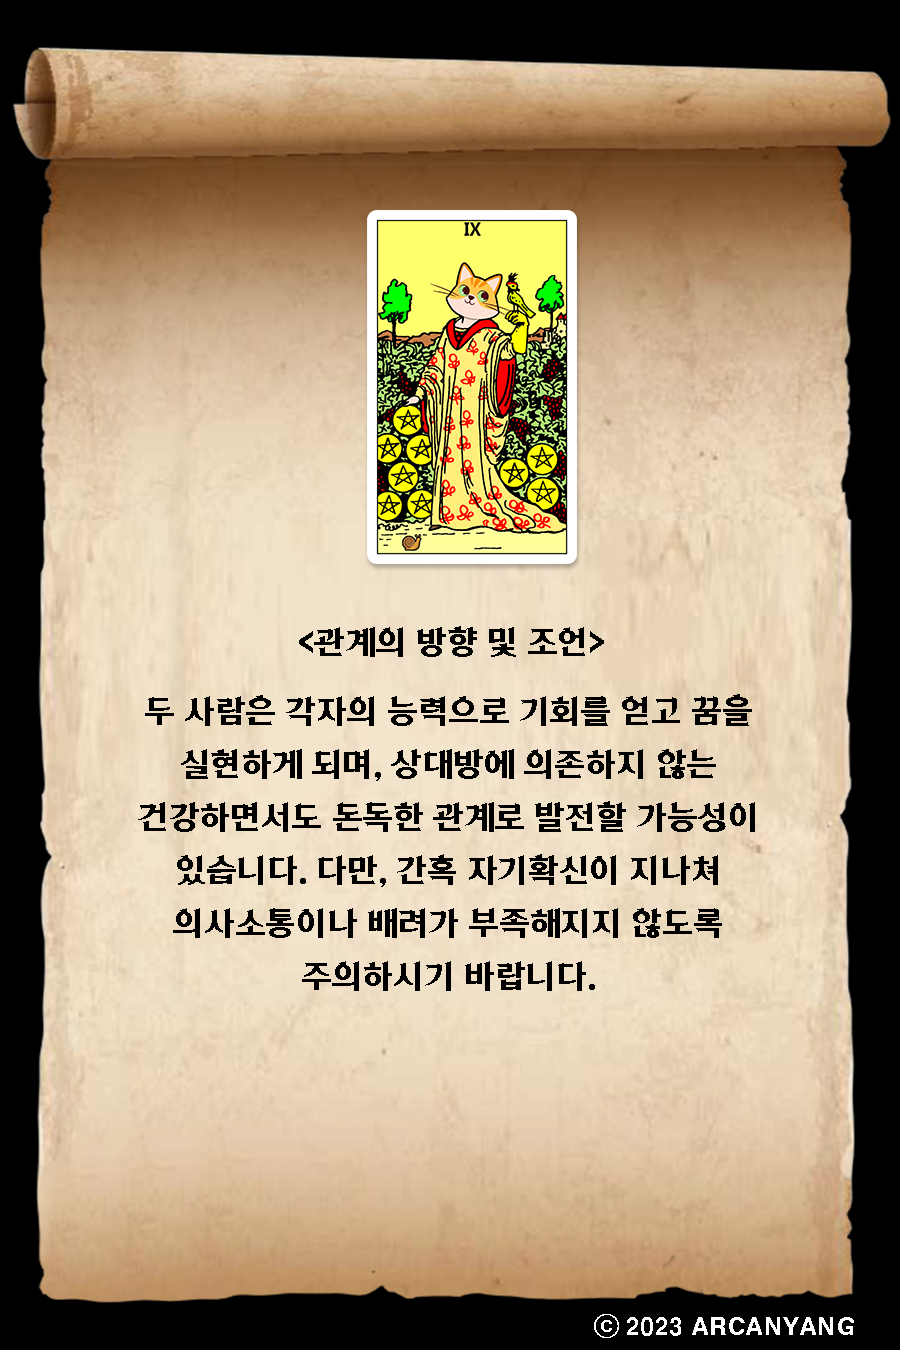 IX
<관계의 방향 및 조언>
두 사람은 각자의 능력으로 기회를 얻고 꿈을
실현하게 되며, 상대방에 의존하지 않는
건강하면서도 돈독한 관계로 발전할 가능성이
있습니다. 다만, 간혹 자기확신이 지나쳐
의사소통이나 배려가 부족해지지 않도록
주의하시기 바랍니다.
ⓒ 2023 ARCANYANG